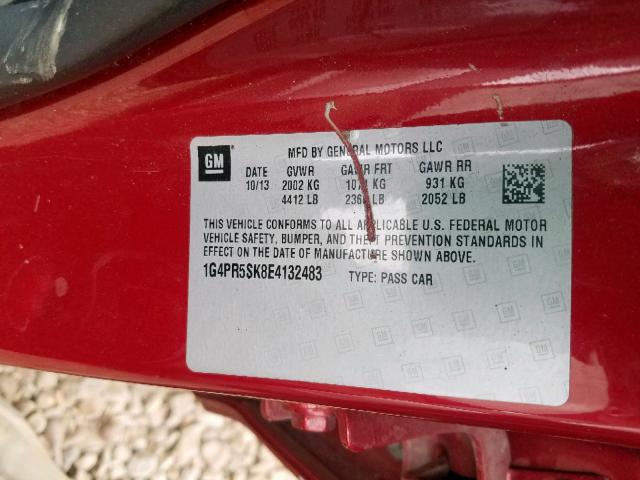 GM
MFD BY GENERAL MOTORS LLC
DATE GVWR GAWR FRT GAWR RR
10/13 2002 KG KG 931 KG
4412 LB LB 2052 LB
THIS VEHICLE CONFORMS TO ALL APPLICABLE U.S. FEDERAL MOTOR
VEHICLE SAFETY, BUMPER, AND THEFT PREVENTION STANDARDS IN
EFFECT ON THE DATE OF MANUFACTURE SHOWN ABOVE.
1G4PR5SK8E4132483 TYPE: PASS CAR